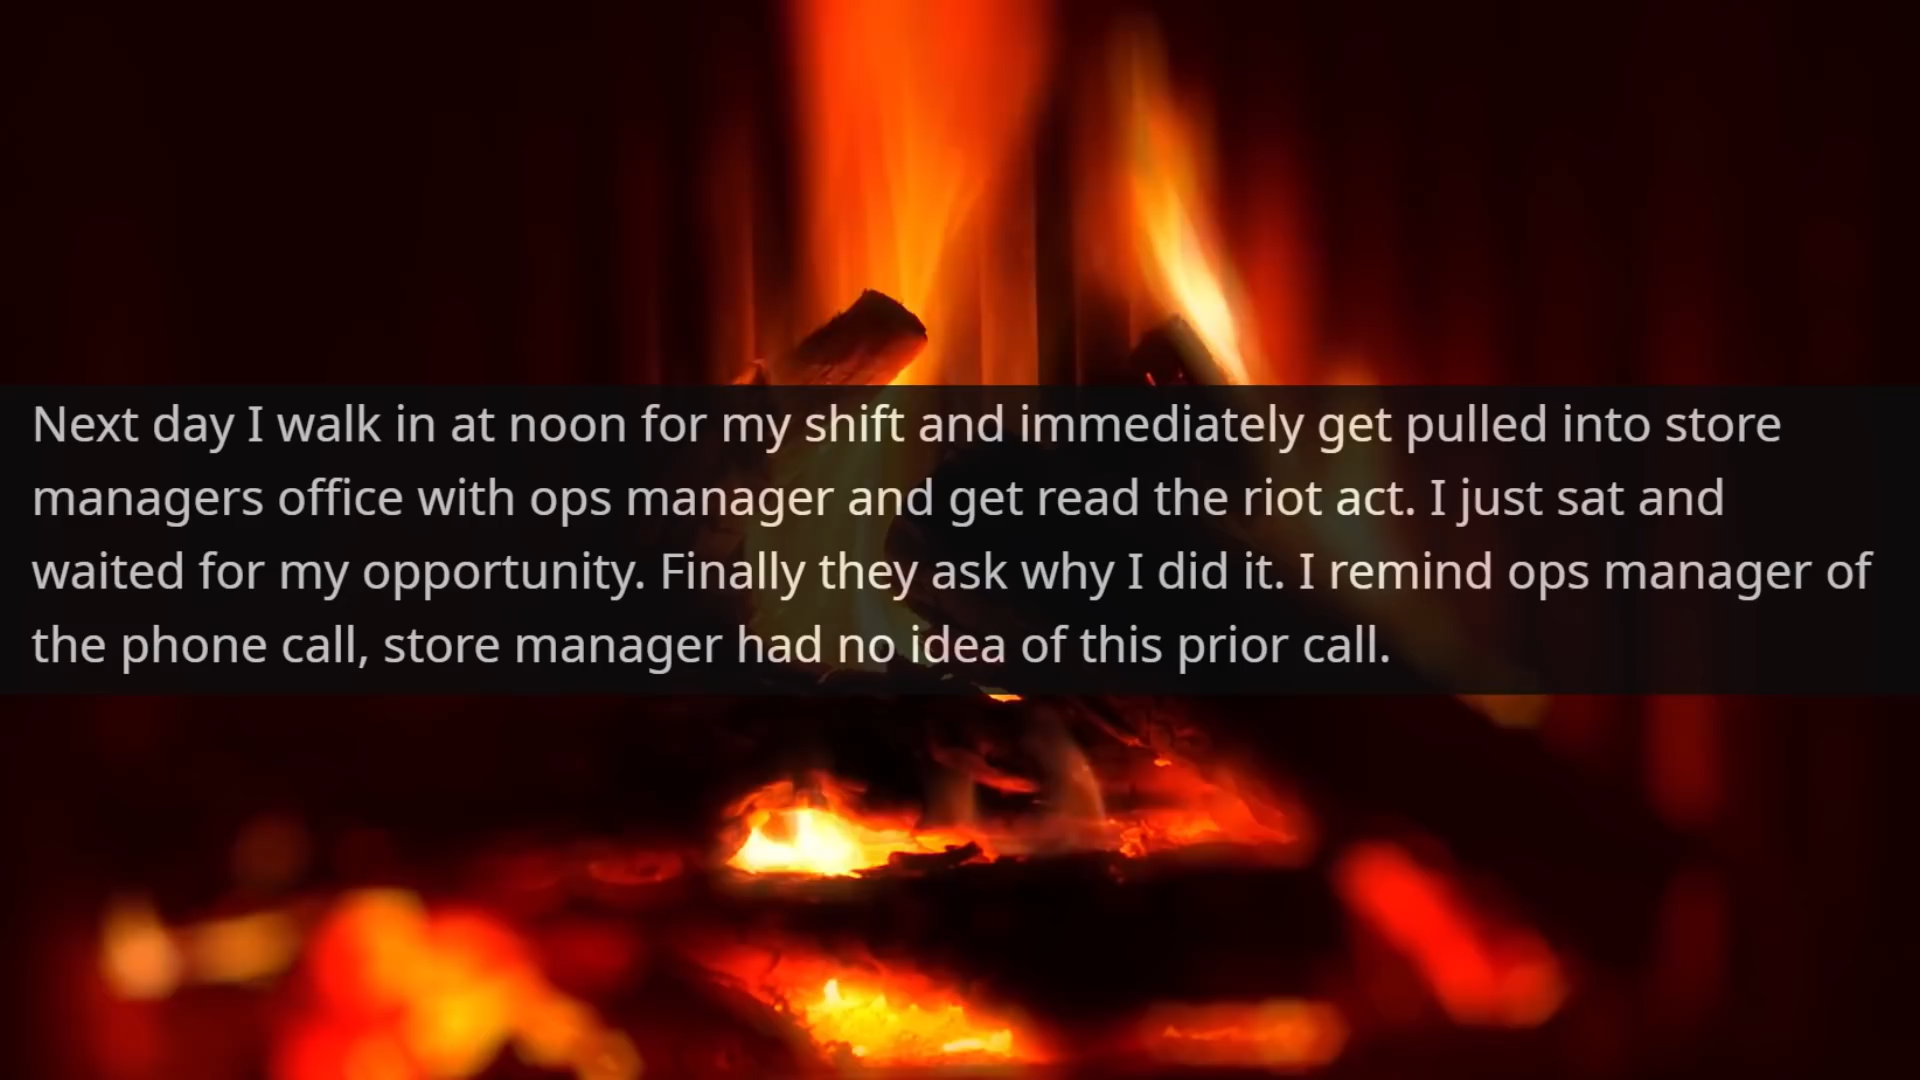 Next day I walk in at noon for my shift and immediately get pulled into store
managers office with ops manager and get read the riot act. I just sat and
waited for my opportunity. Finally they ask why I did it. I remind ops manager of
the phone call, store manager had no idea of this prior call.